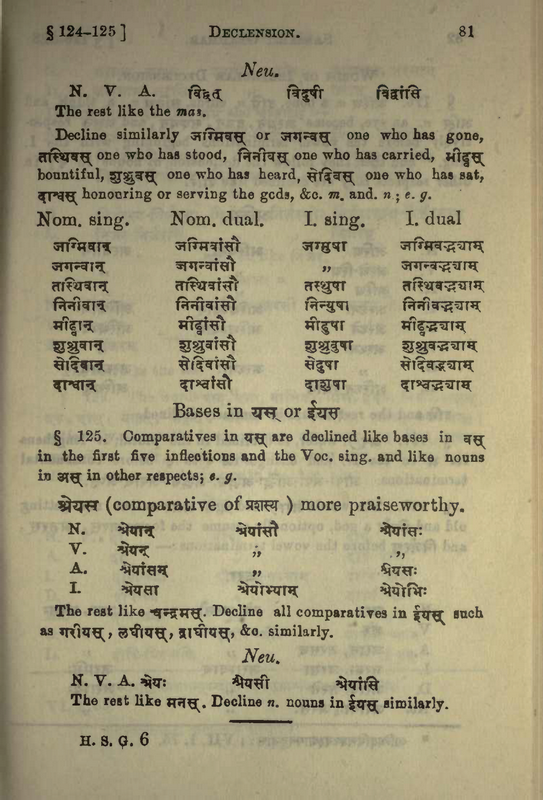 § 124-125 ] DECLENSION. 81
Neu.
N. V. A. विद्वत् विदुषी विद्वांसि
The rest like the mas.
Decline similarly जग्मिवस् or जगन्वस् one who has gone,
तस्थिवस् one who has stood, निनीवस् one who has carried, मीढ्वस्
bountiful, शुश्रुवस् one who has heard, सेदिवस् one who has sat,
दाश्वस् honouring or serving the gods, &c. m. and. n; e. g.
Nom. sing. Nom. dual. I. sing. I. dual
जग्मिवान् जग्मिवांसौ जग्मुषा जग्मिवद्भ्याम्
जगन्वान् जगन्वांसौ ,, जगन्वद्भ्याम्
तस्थिवान् तस्थिवांसौ तस्थुषा तस्थिवद्भ्याम्
निनीवान् निनीवांसौ निन्युषा निनीवद्भ्याम्
मीढ्वान् मीढ्वांसौ मीढुषा मीढ्वद्भ्याम्
शुश्रुवान् शुश्रुवांसौ शुश्रुवुषा शुश्रुवद्भ्याम्
सेदिवान् सेदिवांसौ सेदुषा सेदिवद्भ्याम्
दाश्वान् दाश्वांसौ दाशुषा दाश्वद्भ्याम्
Bases in यस् or ईयस
§ 125. Comparatives in यस् are declined like bases in वस्
in the first five inflections and the Voc. sing. and like nouns
in अस् in other respects; e. g.
श्रेयस् (comparative of प्रशस्य ) more praiseworthy.
N. श्रेयान् श्रेयांसौ श्रेयांसः
V. श्रेयन् ,, ,,
A. श्रेयांसम् ,, श्रेयसः
I. श्रेयसा श्रेयोभ्याम् श्रेयोभिः
The rest like चन्द्रमस्. Decline all comparatives in ईयस् such
as गरीयस्, लघीयस्, द्राघीयस्, &c. similarly.
Neu.
N. V. A. श्रेयः श्रेयसी श्रेयांसि
The rest like मनस्. Decline n. nouns in ईयस् similarly.
H. S. G. 6